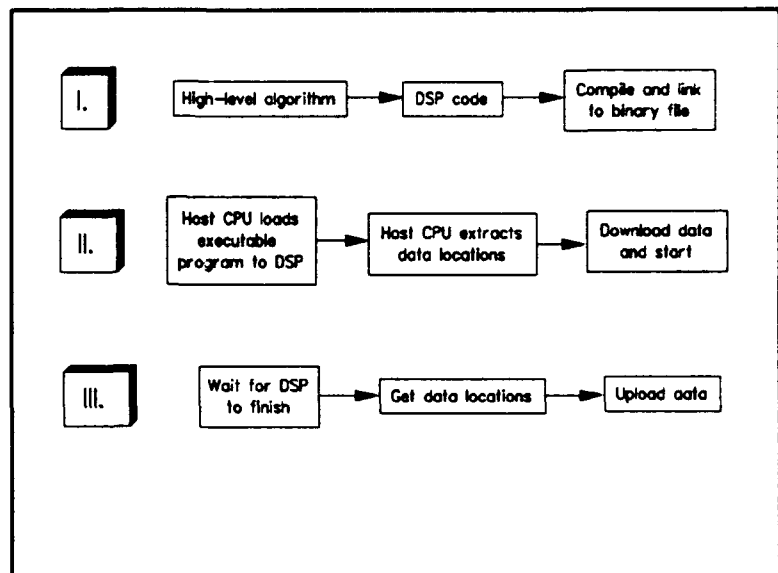 I.
High-level algorithm
DSP code
Compile and link
to binary file
II.
Host CPU loads
executable
program to DSP
Host CPU extracts
data locations
Download data
and start
III.
Wait for DSP
to finish
Get data locations
Upload data